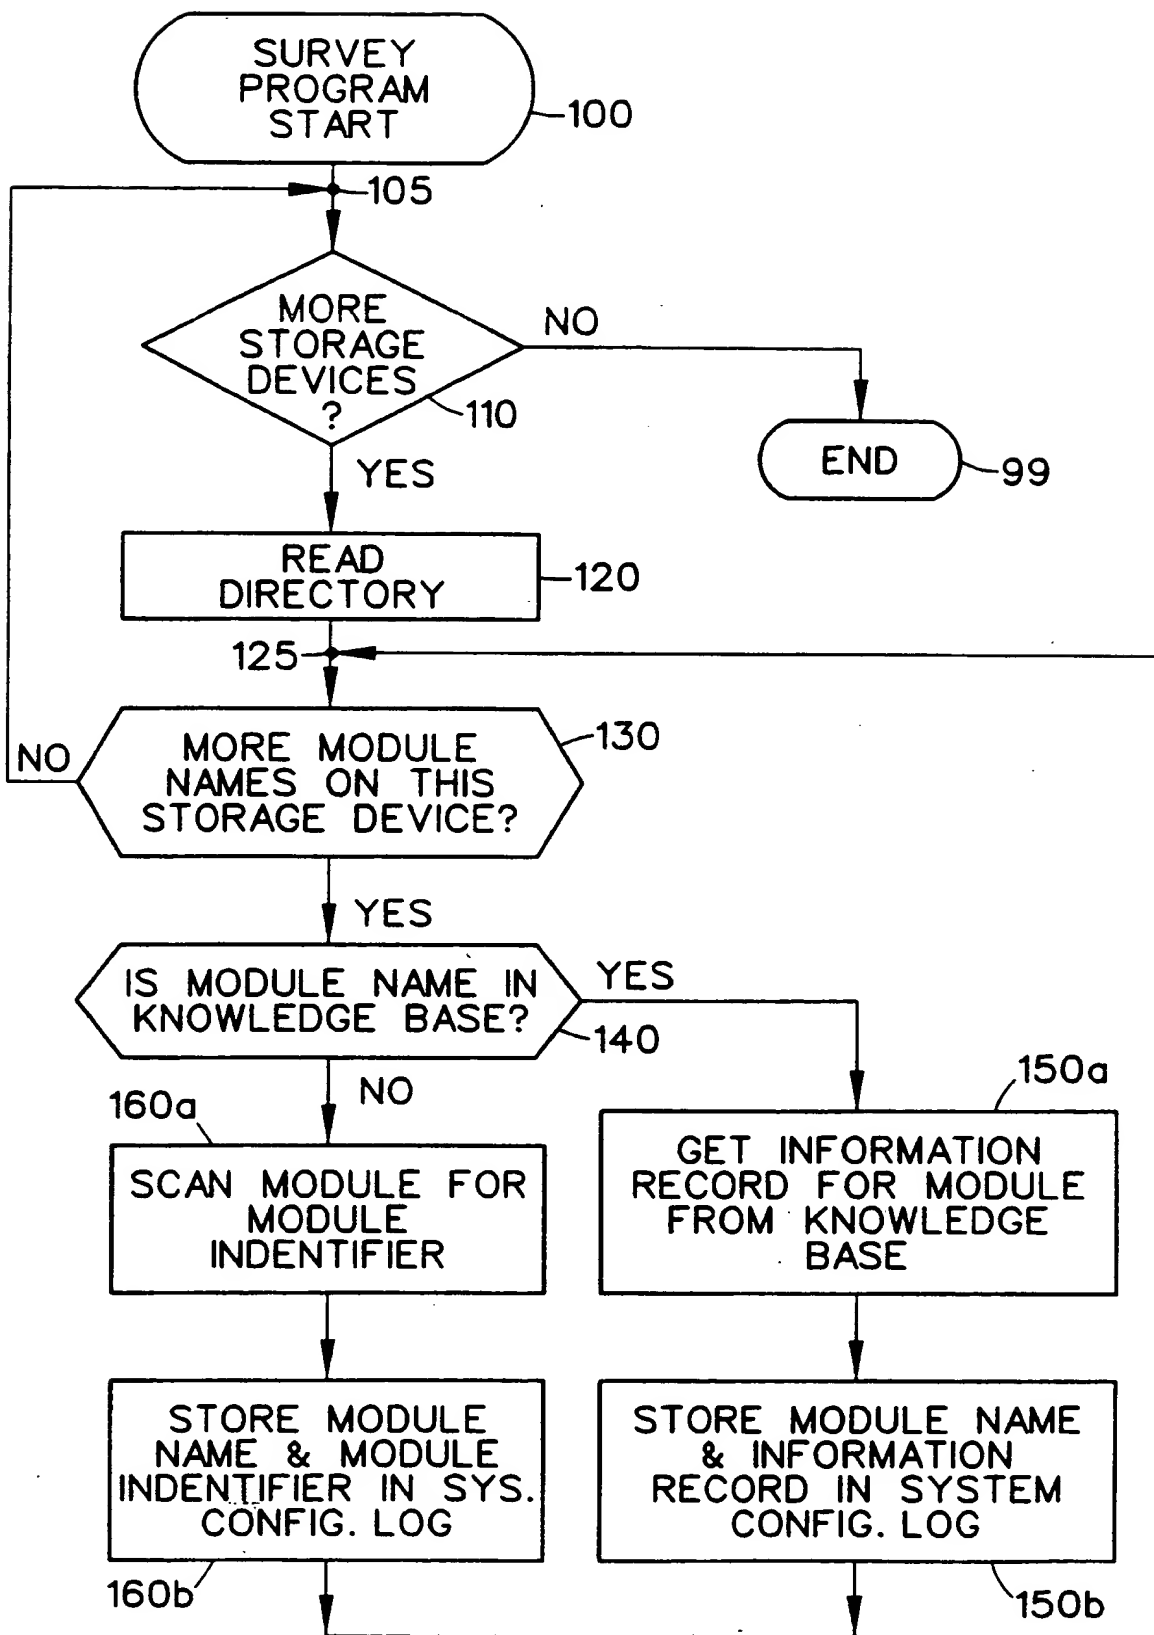 SURVEY
PROGRAM
START
100
105
MORE
STORAGE
DEVICES
?
110
NO
END
99
YES
READ
DIRECTORY
120
125
MORE MODULE
NAMES ON THIS
STORAGE DEVICE?
130
NO
YES
IS MODULE NAME IN
KNOWLEDGE BASE?
140
YES
NO
160a
SCAN MODULE FOR
MODULE
INDENTIFIER
150a
GET INFORMATION
RECORD FOR MODULE
FROM KNOWLEDGE
BASE
STORE MODULE
NAME & MODULE
INDENTIFIER IN SYS.
CONFIG. LOG
160b
STORE MODULE NAME
& INFORMATION
RECORD IN SYSTEM
CONFIG. LOG
150b